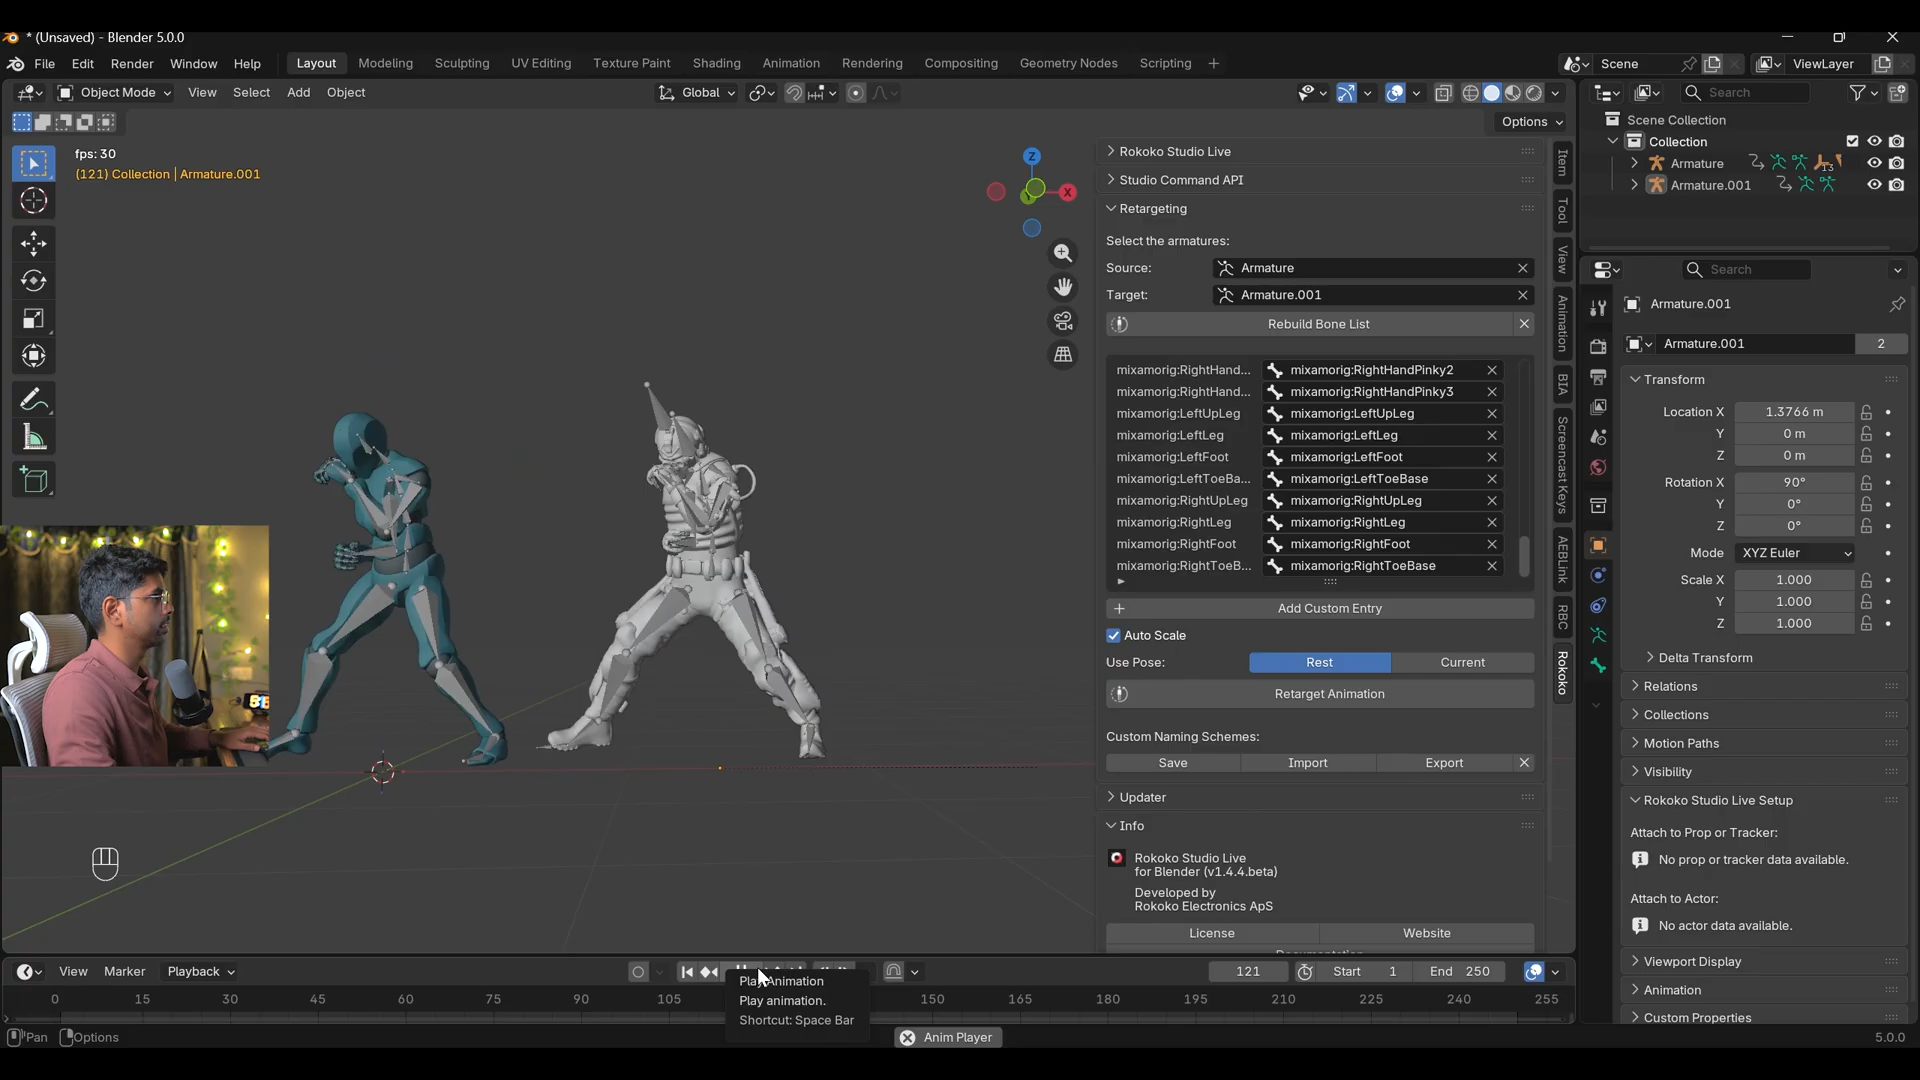 * (Unsaved) - Blender 5.0.0
File Edit Render Window Help Layout Modeling Sculpting UV Editing Texture Paint Shading Animation Rendering Compositing Geometry Nodes Scripting + Scene ViewLayer
Object Mode View Select Add Object Global Search
Options
fps: 30
(121) Collection | Armature.001
Z
X
Rokoko Studio Live
Studio Command API
Retargeting
Select the armatures:
Source: Armature
Target: Armature.001
Rebuild Bone List
mixamorig:RightHand... mixamorig:RightHandPinky2
mixamorig:RightHand... mixamorig:RightHandPinky3
mixamorig:LeftUpLeg mixamorig:LeftUpLeg
mixamorig:LeftLeg mixamorig:LeftLeg
mixamorig:LeftFoot mixamorig:LeftFoot
mixamorig:LeftToeBa... mixamorig:LeftToeBase
mixamorig:RightUpLeg mixamorig:RightUpLeg
mixamorig:RightLeg mixamorig:RightLeg
mixamorig:RightFoot mixamorig:RightFoot
mixamorig:RightToeB... mixamorig:RightToeBase
Add Custom Entry
Auto Scale
Use Pose: Rest Current
Retarget Animation
Custom Naming Schemes:
Save Import Export
Updater
Info
Rokoko Studio Live
for Blender (v1.4.4.beta)
Developed by
Rokoko Electronics ApS
License Website
Item
Tool
View
Animation
BIA
Screencast Keys
AEBLink
RBC
Rokoko
Scene Collection
Collection
Armature 13
Armature.001
Search
Armature.001
Armature.001 2
Transform
Location X 1.3766 m
Y 0 m
Z 0 m
Rotation X 90°
Y 0°
Z 0°
Mode XYZ Euler
Scale X 1.000
Y 1.000
Z 1.000
Delta Transform
Relations
Collections
Motion Paths
Visibility
Rokoko Studio Live Setup
Attach to Prop or Tracker:
No prop or tracker data available.
Attach to Actor:
No actor data available.
Viewport Display
Animation
Custom Properties
View Marker Playback 121 Start 1 End 250
0 15 30 45 60 75 90 105 150 165 180 195 210 225 240 255
Play Animation
Play animation.
Shortcut: Space Bar
Pan Options Anim Player 5.0.0